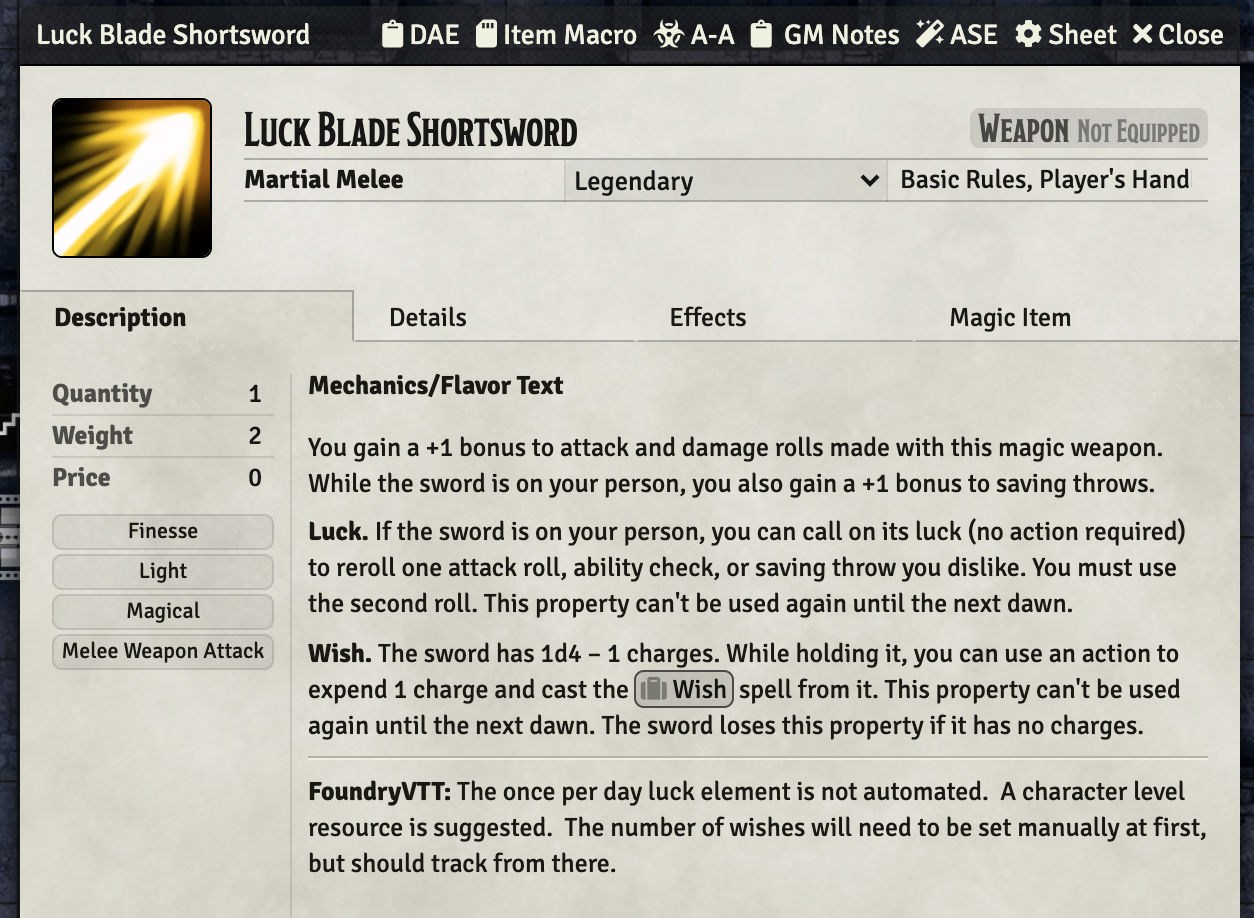 Luck Blade Shortsword DAE Item Macro A-A GM Notes ASE Sheet Close
Luck Blade Shortsword Weapon Not Equipped
Martial Melee Legendary Basic Rules, Player's Hand
Description Details Effects Magic Item
Quantity 1
Weight 2
Price 0
Finesse
Light
Magical
Melee Weapon Attack
Mechanics/Flavor Text
You gain a +1 bonus to attack and damage rolls made with this magic weapon.
While the sword is on your person, you also gain a +1 bonus to saving throws.
Luck. If the sword is on your person, you can call on its luck (no action required)
to reroll one attack roll, ability check, or saving throw you dislike. You must use
the second roll. This property can't be used again until the next dawn.
Wish. The sword has 1d4 – 1 charges. While holding it, you can use an action to
expend 1 charge and cast the Wish spell from it. This property can't be used
again until the next dawn. The sword loses this property if it has no charges.
FoundryVTT: The once per day luck element is not automated.  A character level
resource is suggested.  The number of wishes will need to be set manually at first,
but should track from there.